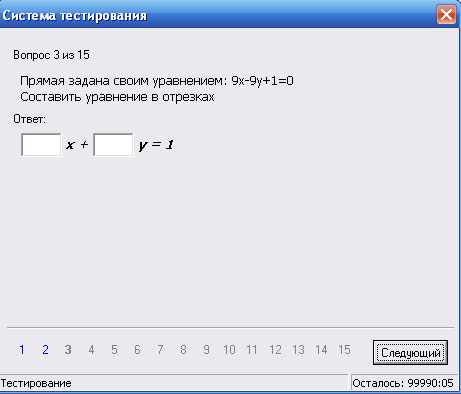 Система тестирования
Вопрос 3 из 15
Прямая задана своим уравнением: 9x-9y+1=0
Составить уравнение в отрезках
Ответ:
x + y = 1
1 2 3 4 5 6 7 8 9 10 11 12 13 14 15
Следующий
Тестирование Осталось: 99990:05